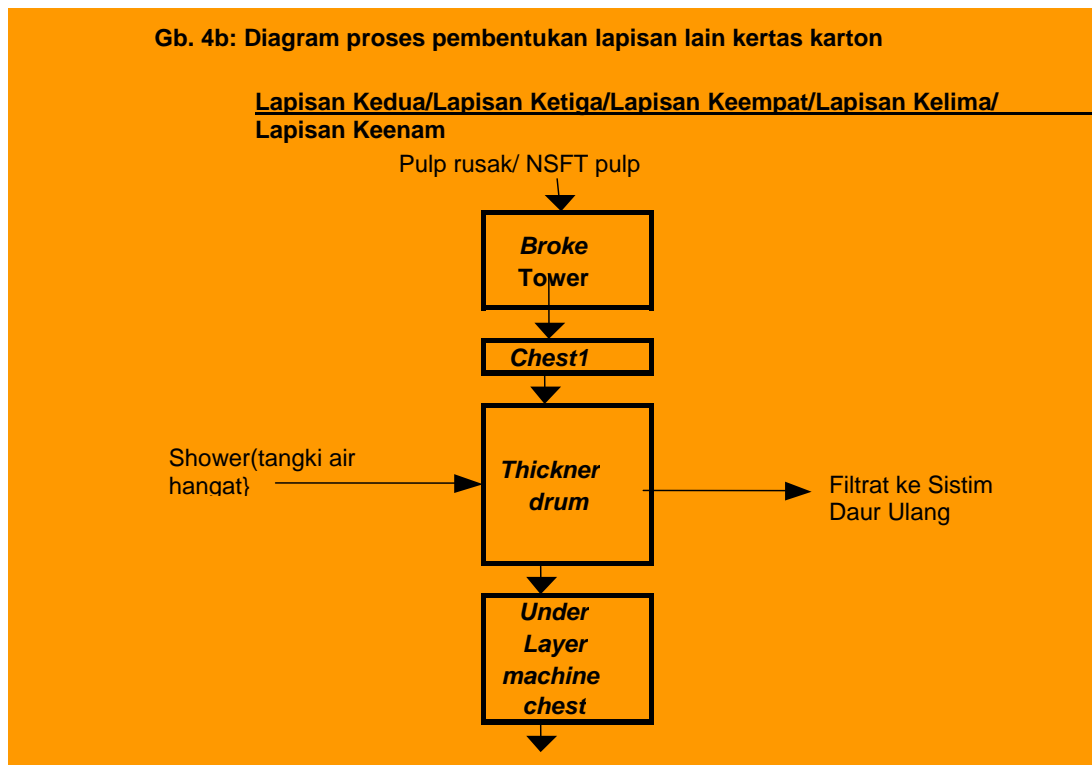 Gb. 4b: Diagram proses pembentukan lapisan lain kertas karton
Lapisan Kedua/Lapisan Ketiga/Lapisan Keempat/Lapisan Kelima/
Lapisan Keenam
Pulp rusak/ NSFT pulp
Broke
Tower
Chest1
Shower(tangki air
hangat}
Thickner
drum
Filtrat ke Sistim
Daur Ulang
Under
Layer
machine
chest